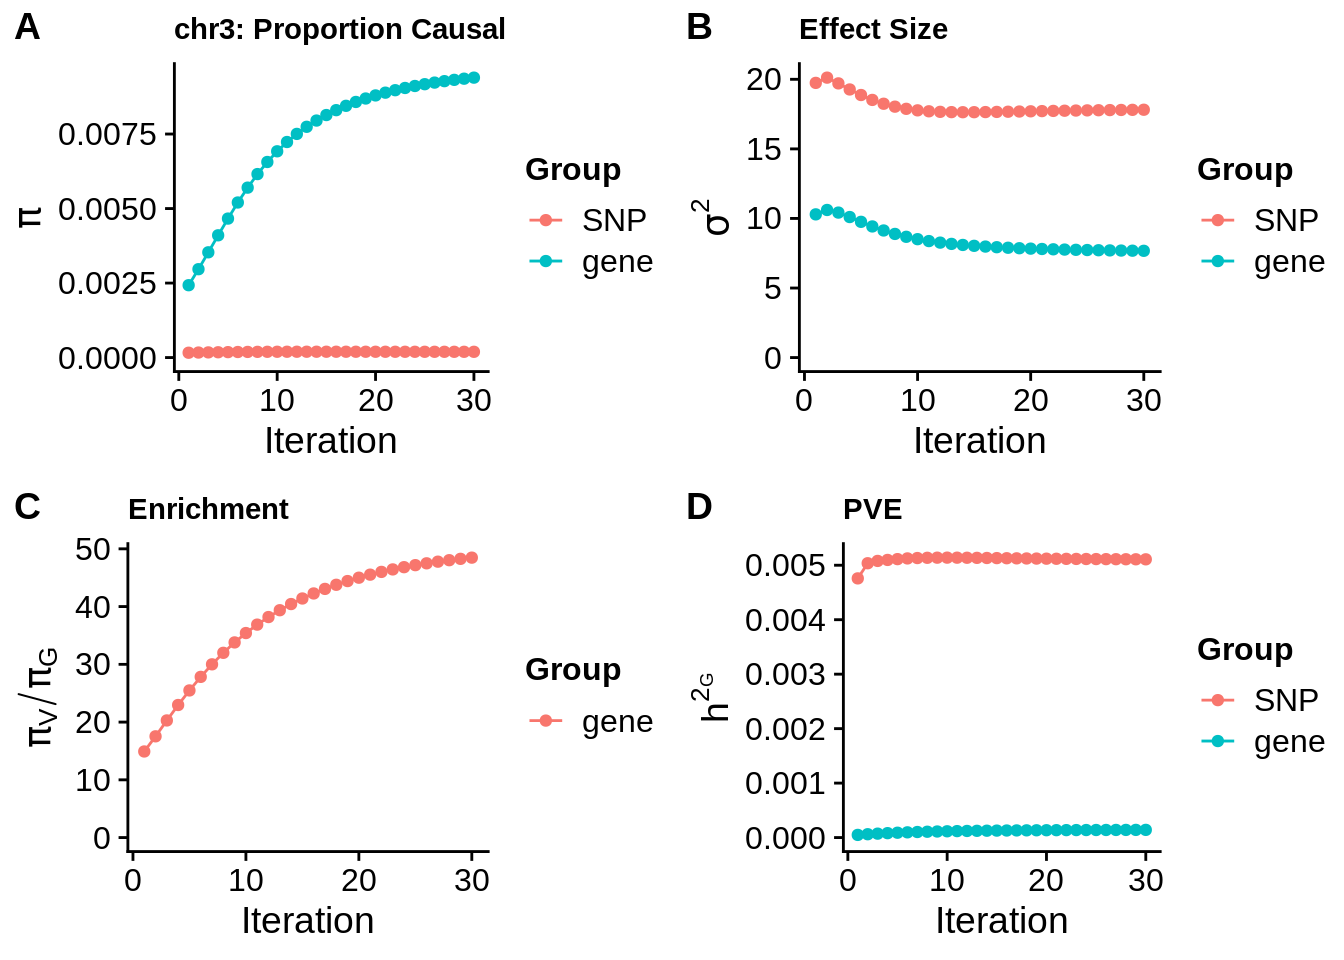 A
chr3: Proportion Causal
π
0.0075
0.0050
0.0025
0.0000
0 10 20 30
Iteration
Group
SNP
gene
B
Effect Size
σ²
20
15
10
5
0
0 10 20 30
Iteration
Group
SNP
gene
C
Enrichment
π_V/π_G
50
40
30
20
10
0
0 10 20 30
Iteration
Group
gene
D
PVE
h²G
0.005
0.004
0.003
0.002
0.001
0.000
0 10 20 30
Iteration
Group
SNP
gene